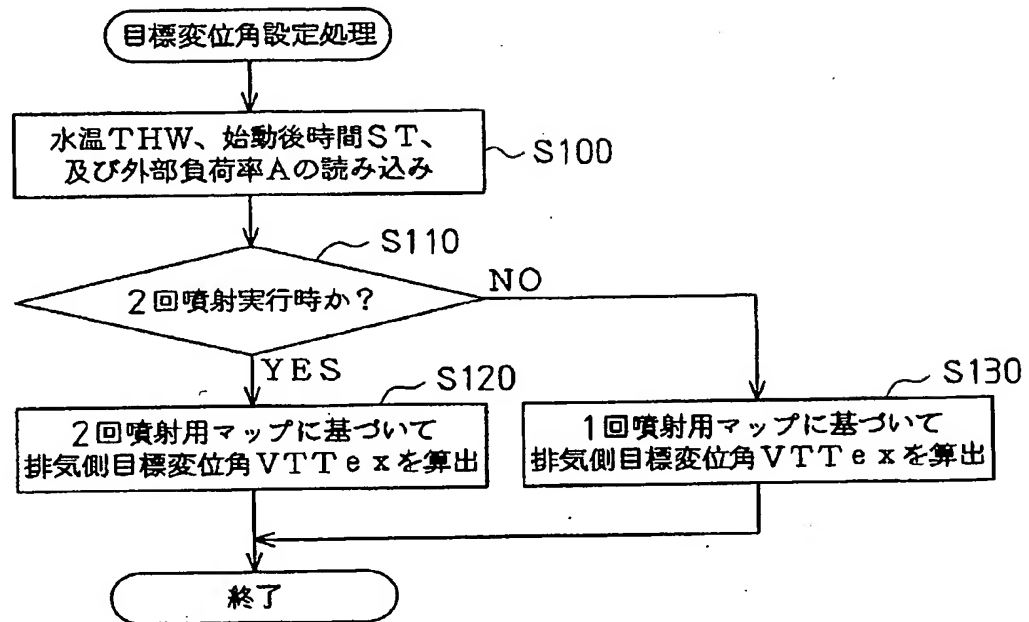 目標変位角設定処理
水温THW、始動後時間ST、
及び外部負荷率Aの読み込み
S100
S110
2回噴射実行時か?
NO
YES
S120
2回噴射用マップに基づいて
排気側目標変位角VTTexを算出
S130
1回噴射用マップに基づいて
排気側目標変位角VTTexを算出
終了